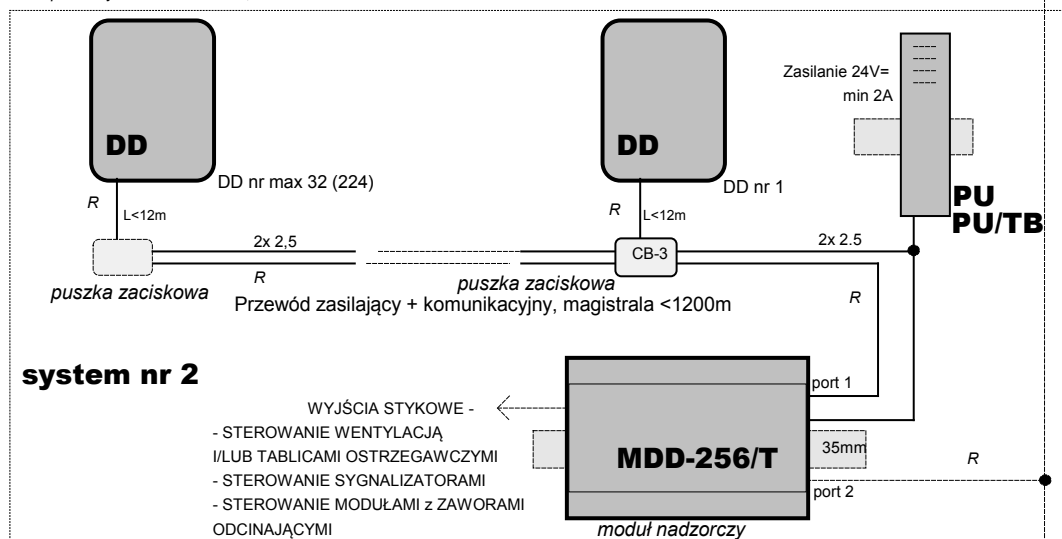 Zasilanie 24V=
min 2A
DD
DD
DD nr max 32 (224)
DD nr 1
PU
PU/TB
R
L<12m
R
L<12m
2x 2,5
CB-3
2x 2.5
R
puszka zaciskowa
puszka zaciskowa
R
Przewód zasilający + komunikacyjny, magistrala <1200m
system nr 2
port 1
WYJŚCIA STYKOWE -
- STEROWANIE WENTYLACJĄ
I/LUB TABLICAMI OSTRZEGAWCZYMI
- STEROWANIE SYGNALIZATORAMI
- STEROWANIE MODUŁAMI z ZAWORAMI
ODCINAJĄCYMI
MDD-256/T
35mm
R
port 2
moduł nadzorczy